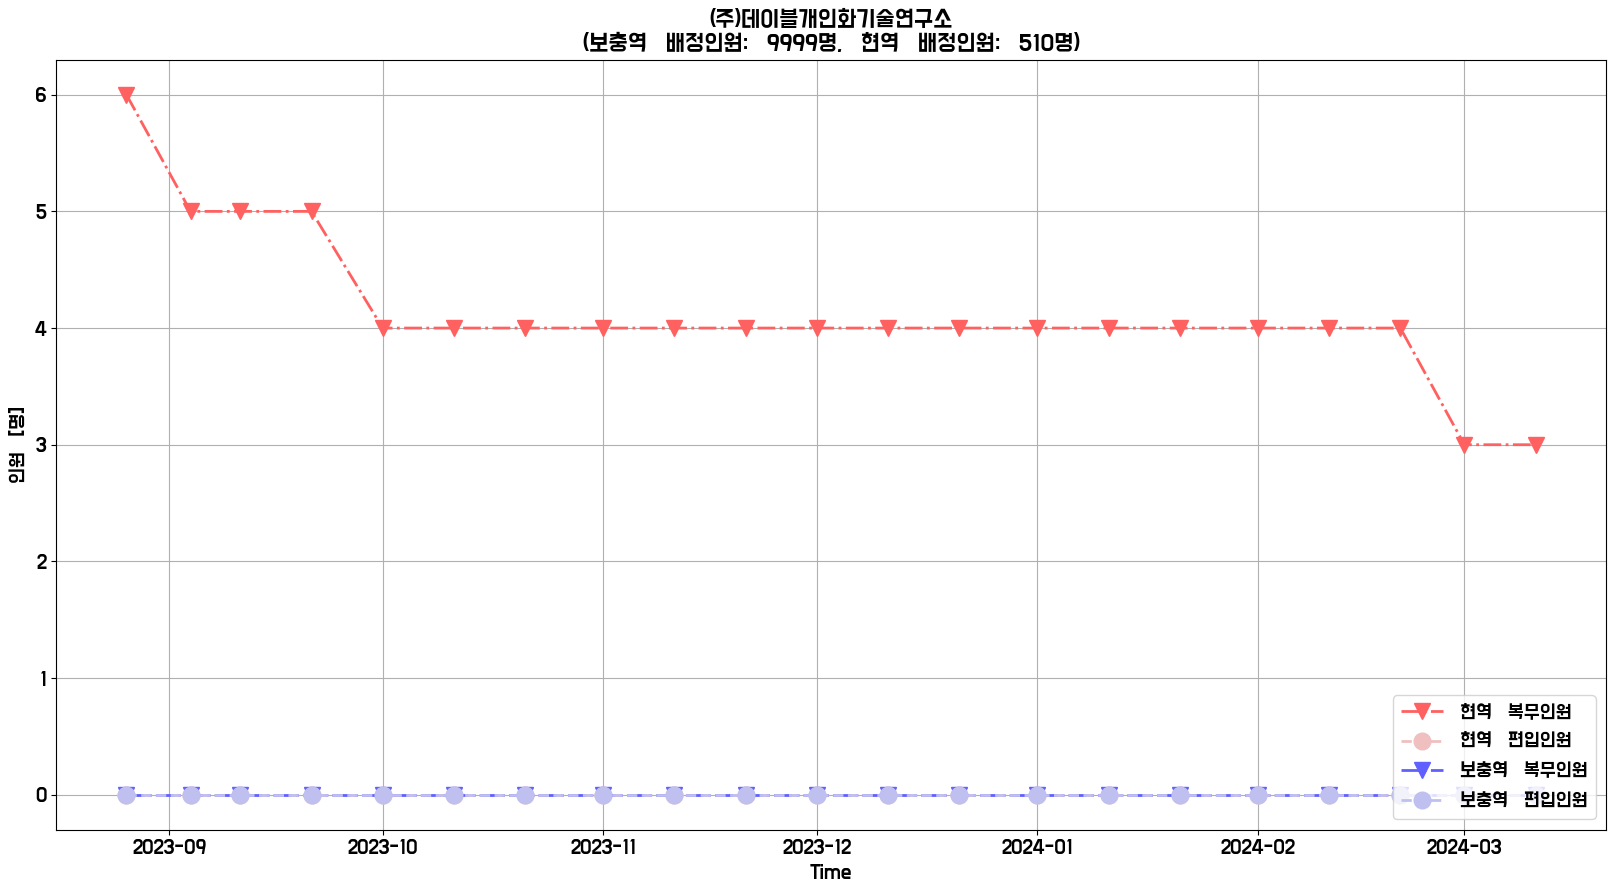 (주)데이블개인화기술연구소
(보충역 배정인원: 9999명, 현역 배정인원: 510명)
6
5
4
3
2
1
0
인원 [명]
2023-09 2023-10 2023-11 2023-12 2024-01 2024-02 2024-03
Time
현역 복무인원
현역 편입인원
보충역 복무인원
보충역 편입인원